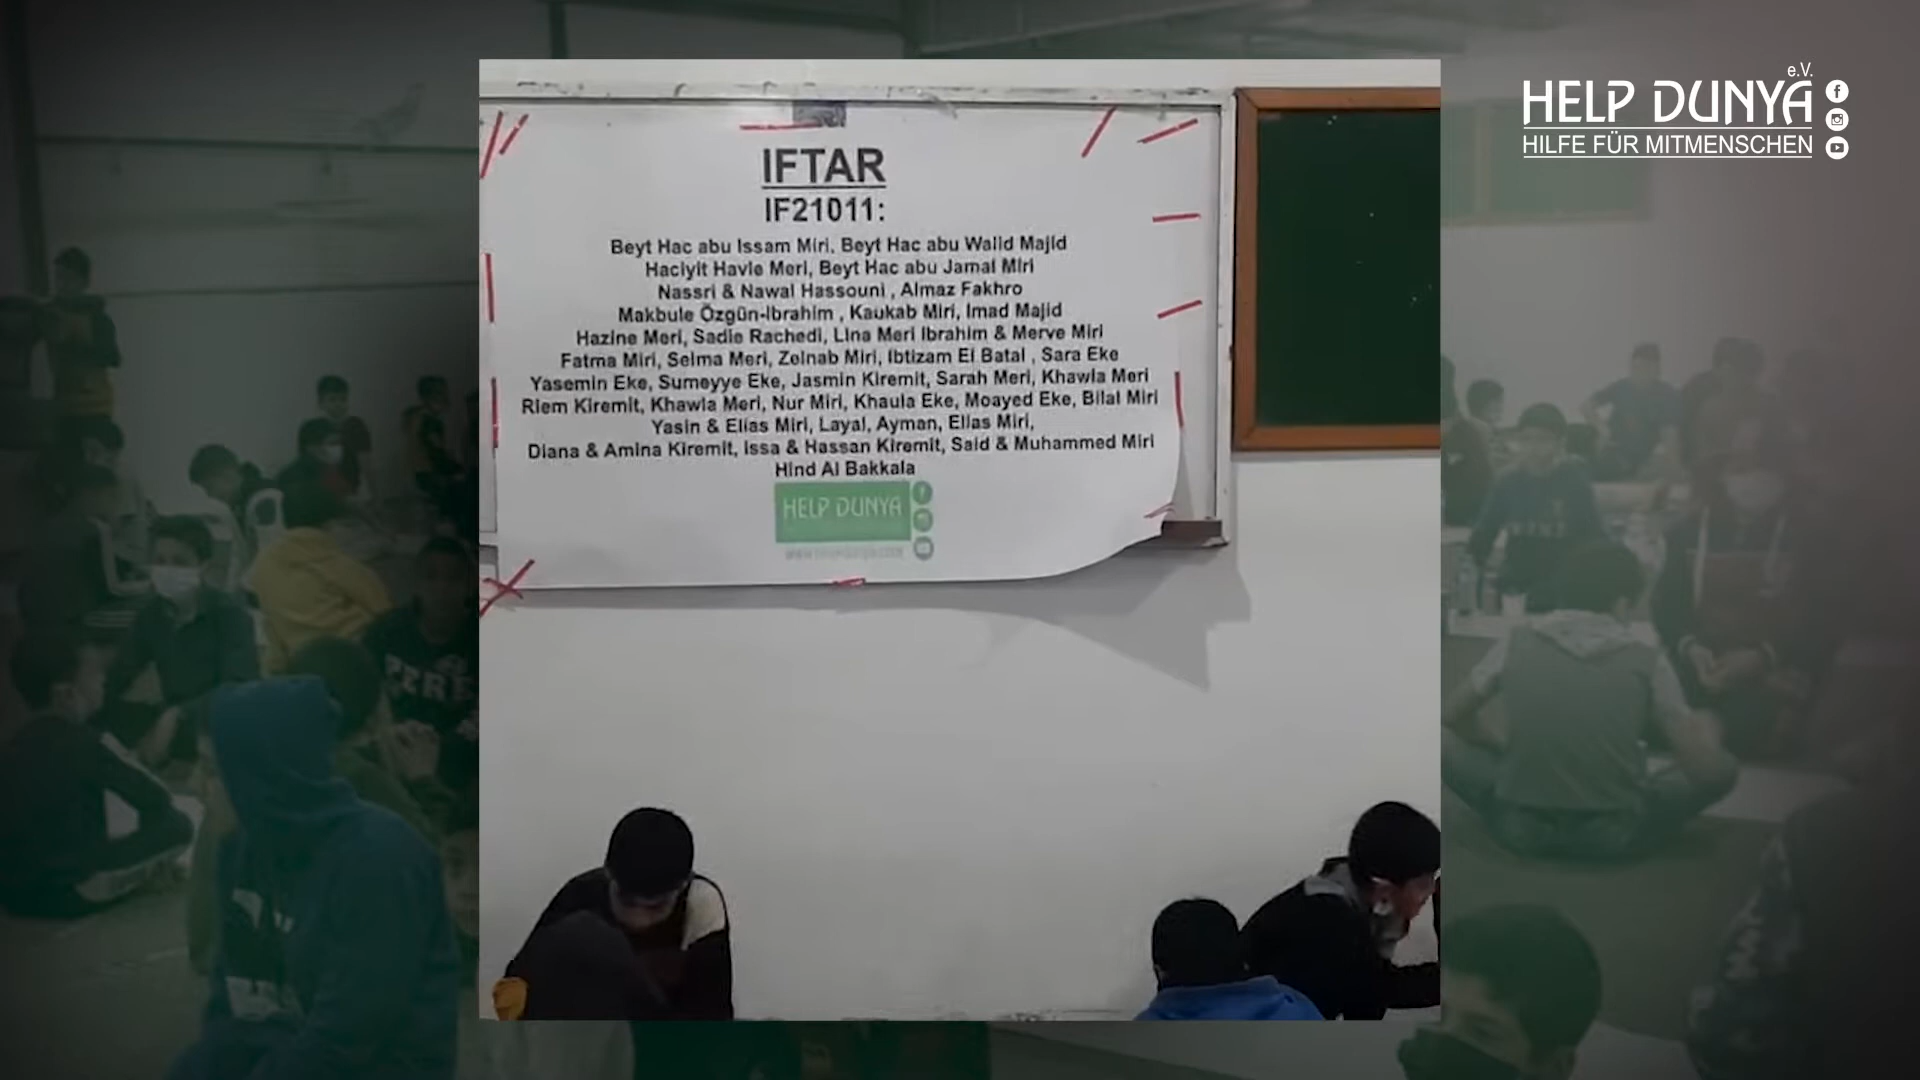 e.V.
HELP DUNYA
HILFE FÜR MITMENSCHEN
IFTAR
IF21011:
Beyt Hac abu Issam Miri, Beyt Hac abu Walid Majid
Haciyit Havie Meri, Beyt Hac abu Jamal Miri
Nassri & Nawal Hassouni , Almaz Fakhro
Makbule Özgün-Ibrahim , Kaukab Miri, Imad Majid
Hazine Meri, Sadie Rachedi, Lina Meri Ibrahim & Merve Miri
Fatma Miri, Selma Meri, Zeinab Miri, Ibtizam El Batal , Sara Eke
Yasemin Eke, Sumeyye Eke, Jasmin Kiremit, Sarah Meri, Khawla Meri
Riem Kiremit, Khawla Meri, Nur Miri, Khaula Eke, Moayed Eke, Bilal Miri
Yasin & Elias Miri, Layal, Ayman, Elias Miri,
Diana & Amina Kiremit, Issa & Hassan Kiremit, Said & Muhammed Miri
Hind Al Bakkala
HELP DUNYA